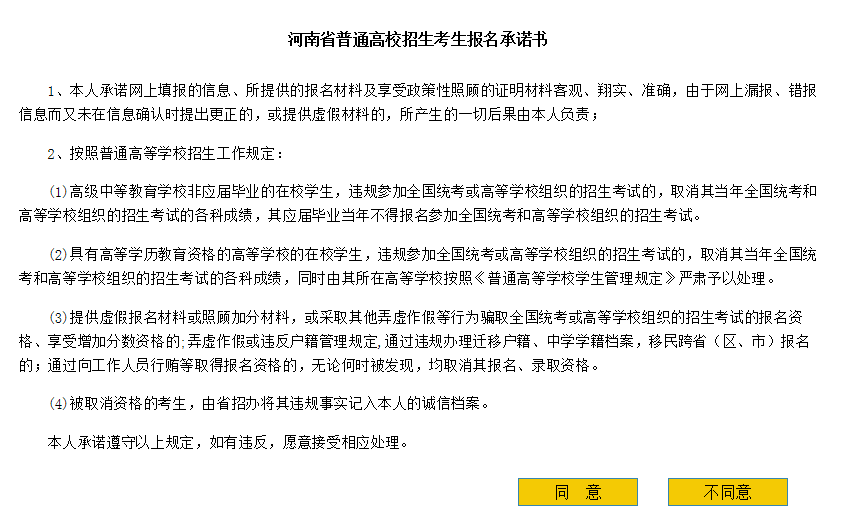 河南省普通高校招生考生报名承诺书
1、本人承诺网上填报的信息、所提供的报名材料及享受政策性照顾的证明材料客观、翔实、准确，由于网上漏报、错报
信息而又未在信息确认时提出更正的，或提供虚假材料的，所产生的一切后果由本人负责；
2、按照普通高等学校招生工作规定：
(1)高级中等教育学校非应届毕业的在校学生，违规参加全国统考或高等学校组织的招生考试的，取消其当年全国统考和
高等学校组织的招生考试的各科成绩，其应届毕业当年不得报名参加全国统考和高等学校组织的招生考试。
(2)具有高等学历教育资格的高等学校的在校学生，违规参加全国统考或高等学校组织的招生考试的，取消其当年全国统
考和高等学校组织的招生考试的各科成绩，同时由其所在高等学校按照《普通高等学校学生管理规定》严肃予以处理。
(3)提供虚假报名材料或照顾加分材料，或采取其他弄虚作假等行为骗取全国统考或高等学校组织的招生考试的报名资
格、享受增加分数资格的;弄虚作假或违反户籍管理规定,通过违规办理迁移户籍、中学学籍档案，移民跨省（区、市）报名
的；通过向工作人员行贿等取得报名资格的，无论何时被发现，均取消其报名、录取资格。
(4)被取消资格的考生，由省招办将其违规事实记入本人的诚信档案。
本人承诺遵守以上规定，如有违反，愿意接受相应处理。
同　意　不同意